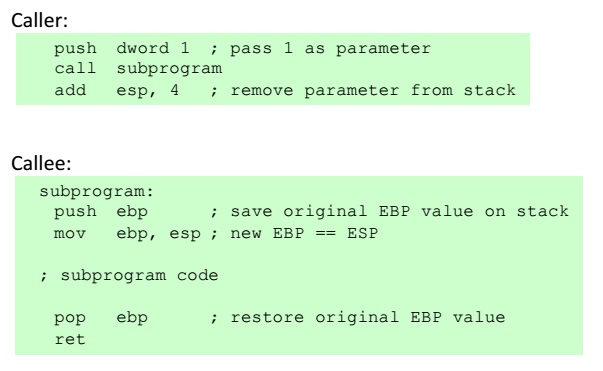 Caller:
push dword 1 ; pass 1 as parameter
call subprogram
add esp, 4 ; remove parameter from stack
Callee:
subprogram:
push ebp ; save original EBP value on stack
mov ebp, esp ; new EBP == ESP
; subprogram code
pop ebp ; restore original EBP value
ret